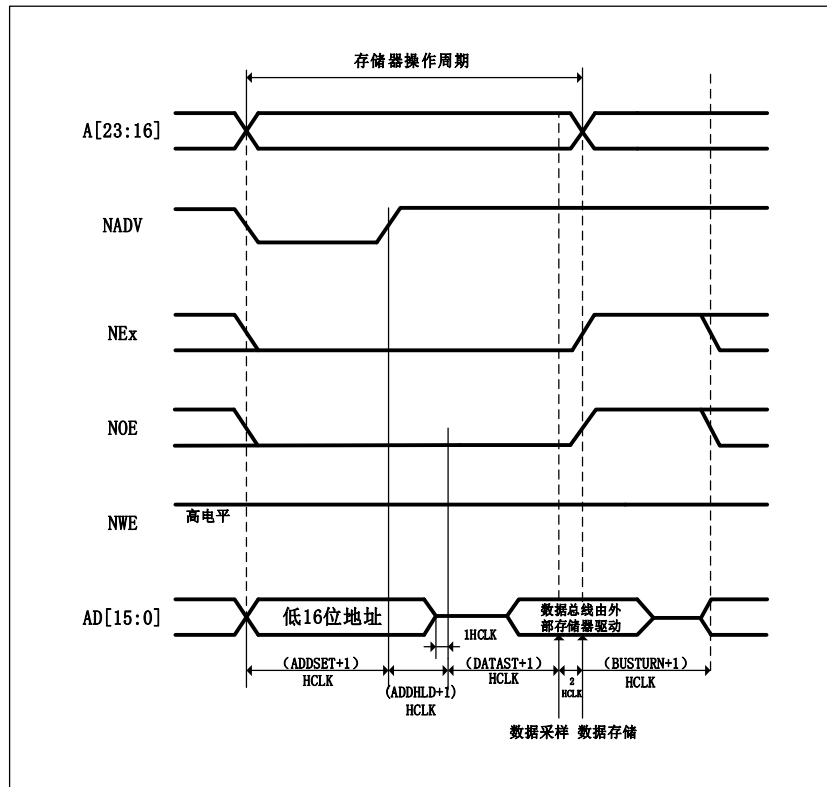 存储器操作周期
A[23:16]
NADV
NEx
NOE
高电平
NWE
AD[15:0]
低16位地址
数据总线由外
部存储器驱动
1HCLK
(ADDSET+1)
HCLK
(ADDHLD+1)
HCLK
(DATAST+1)
HCLK
2
HCLK
(BUSTURN+1)
HCLK
数据采样
数据存储